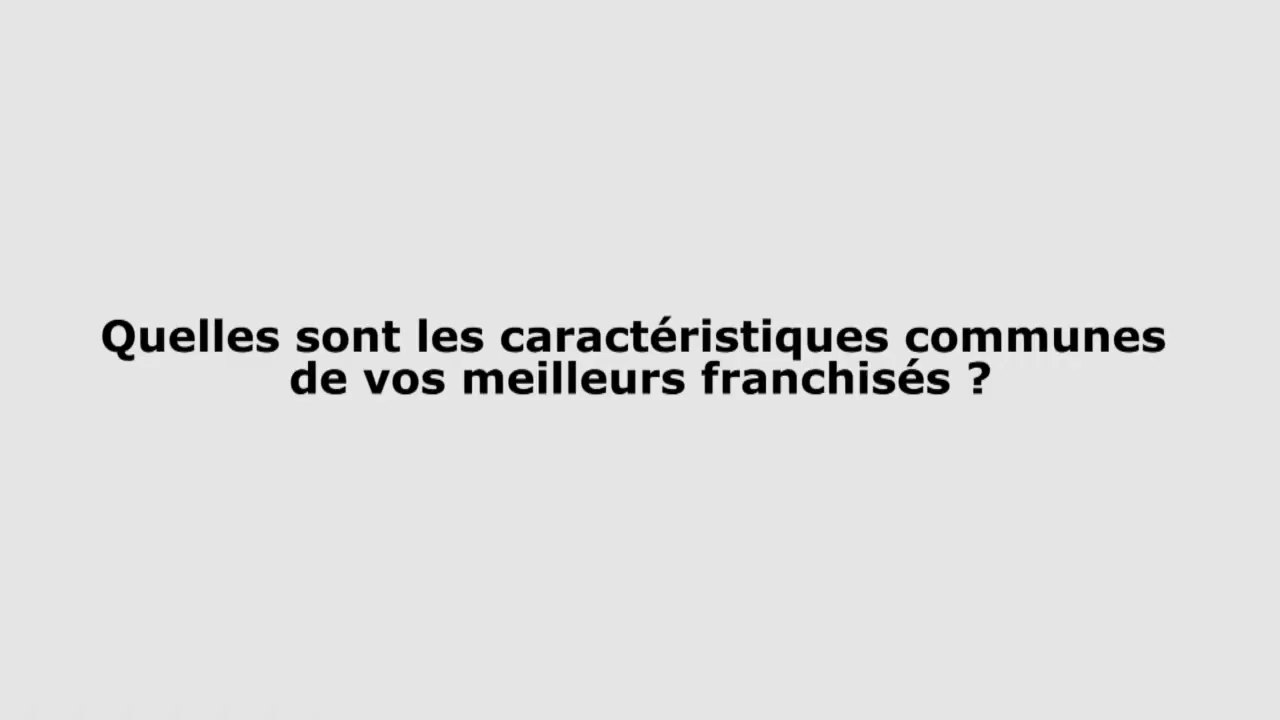 Quelles sont les caractéristiques communes
de vos meilleurs franchisés ?